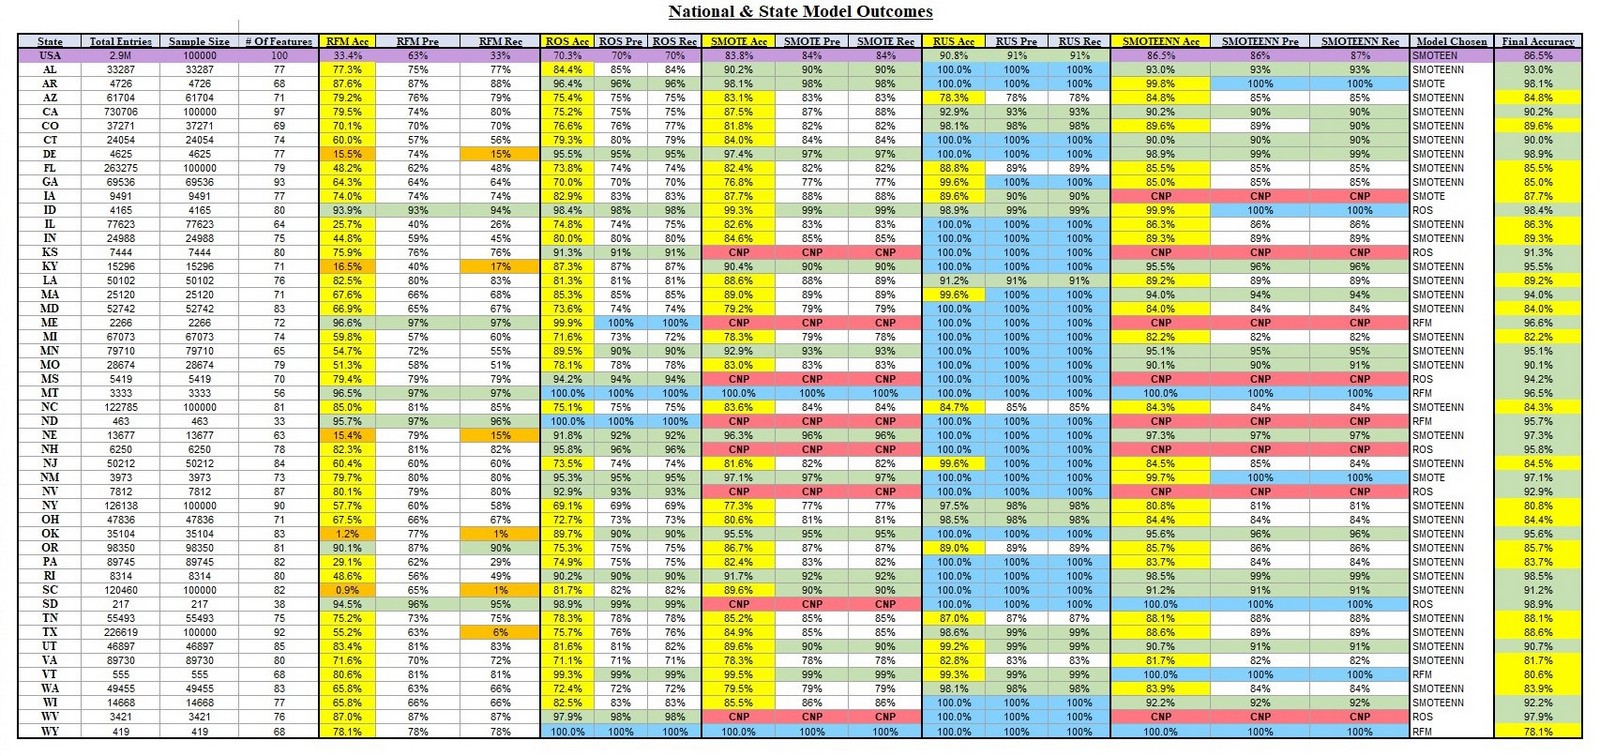 National & State Model Outcomes
State Total Entries Sample Size # Of Features RFM Acc RFM Pre RFM Rec ROS Acc ROS Pre ROS Rec SMOTE Acc SMOTE Pre SMOTE Rec RUS Acc RUS Pre RUS Rec SMOTEENN Acc SMOTEENN Pre SMOTEENN Rec Model Chosen Final Accuracy
USA 2.9M 100000 100 33.4% 63% 33% 70.3% 70% 70% 83.8% 84% 84% 90.8% 91% 91% 86.5% 86% 87% SMOTEEN 86.5%
AL 33287 33287 77 77.3% 75% 77% 84.4% 85% 84% 90.2% 90% 90% 100.0% 100% 100% 93.0% 93% 93% SMOTEENN 93.0%
AR 4726 4726 68 87.6% 87% 88% 96.4% 96% 96% 98.1% 98% 98% 100.0% 100% 100% 99.8% 100% 100% SMOTE 98.1%
AZ 61704 61704 71 79.2% 76% 79% 75.4% 75% 75% 83.1% 83% 83% 78.3% 78% 78% 84.8% 85% 85% SMOTEENN 84.8%
CA 730706 100000 97 79.5% 74% 80% 75.2% 75% 75% 87.5% 87% 88% 92.9% 93% 93% 90.2% 90% 90% SMOTEENN 90.2%
CO 37271 37271 69 70.1% 70% 70% 76.6% 76% 77% 81.8% 82% 82% 98.1% 98% 98% 89.6% 89% 90% SMOTEENN 89.6%
CT 24054 24054 74 60.0% 57% 56% 79.3% 80% 79% 84.0% 84% 84% 100.0% 100% 100% 90.0% 90% 90% SMOTEENN 90.0%
DE 4625 4625 77 15.5% 74% 15% 95.5% 95% 95% 97.4% 97% 97% 100.0% 100% 100% 98.9% 99% 99% SMOTEENN 98.9%
FL 263275 100000 79 48.2% 62% 48% 73.8% 74% 74% 82.4% 82% 82% 88.8% 89% 89% 85.5% 85% 85% SMOTEENN 85.5%
GA 69536 69536 93 64.3% 64% 64% 70.0% 70% 70% 76.8% 77% 77% 99.6% 100% 100% 85.0% 85% 85% SMOTEENN 85.0%
IA 9491 9491 77 74.0% 74% 74% 82.9% 83% 83% 87.7% 88% 88% 89.6% 90% 90% CNP CNP CNP SMOTE 87.7%
ID 4165 4165 80 93.9% 93% 94% 98.4% 98% 98% 99.3% 99% 99% 98.9% 99% 99% 99.9% 100% 100% ROS 98.4%
IL 77623 77623 64 25.7% 40% 26% 74.8% 74% 75% 82.6% 83% 83% 100.0% 100% 100% 86.3% 86% 86% SMOTEENN 86.3%
IN 24988 24988 75 44.8% 59% 45% 80.0% 80% 80% 84.6% 85% 85% 100.0% 100% 100% 89.3% 89% 89% SMOTEENN 89.3%
KS 7444 7444 80 75.9% 76% 76% 91.3% 91% 91% CNP CNP CNP 100.0% 100% 100% CNP CNP CNP ROS 91.3%
KY 15296 15296 71 16.5% 40% 17% 87.3% 87% 87% 90.4% 90% 90% 100.0% 100% 100% 95.5% 96% 96% SMOTEENN 95.5%
LA 50102 50102 76 82.5% 80% 83% 81.3% 81% 81% 88.6% 88% 89% 91.2% 91% 91% 89.2% 89% 89% SMOTEENN 89.2%
MA 25120 25120 71 67.6% 66% 68% 85.3% 85% 85% 89.0% 89% 89% 99.6% 100% 100% 94.0% 94% 94% SMOTEENN 94.0%
MD 52742 52742 83 66.9% 65% 67% 73.6% 74% 74% 79.2% 79% 79% 100.0% 100% 100% 84.0% 84% 84% SMOTEENN 84.0%
ME 2266 2266 72 96.6% 97% 97% 99.9% 100% 100% CNP CNP CNP 100.0% 100% 100% CNP CNP CNP RFM 96.6%
MI 67073 67073 74 59.8% 57% 60% 71.6% 73% 72% 78.3% 79% 78% 100.0% 100% 100% 82.2% 82% 82% SMOTEENN 82.2%
MN 79710 79710 65 54.7% 72% 55% 89.5% 90% 90% 92.9% 93% 93% 100.0% 100% 100% 95.1% 95% 95% SMOTEENN 95.1%
MO 28674 28674 79 51.3% 58% 51% 78.1% 78% 78% 83.0% 83% 83% 100.0% 100% 100% 90.1% 90% 91% SMOTEENN 90.1%
MS 5419 5419 70 79.4% 79% 79% 94.2% 94% 94% CNP CNP CNP 100.0% 100% 100% CNP CNP CNP ROS 94.2%
MT 3333 3333 56 96.5% 97% 97% 100.0% 100% 100% 100.0% 100% 100% 100.0% 100% 100% 100.0% 100% 100% RFM 96.5%
NC 122785 100000 81 85.0% 81% 85% 75.1% 75% 75% 83.6% 84% 84% 84.7% 85% 85% 84.3% 84% 84% SMOTEENN 84.3%
ND 463 463 33 95.7% 97% 96% 100.0% 100% 100% CNP CNP CNP 100.0% 100% 100% CNP CNP CNP RFM 95.7%
NE 13677 13677 63 15.4% 79% 15% 91.8% 92% 92% 96.3% 96% 96% 100.0% 100% 100% 97.3% 97% 97% SMOTEENN 97.3%
NH 6250 6250 78 82.3% 81% 82% 95.8% 96% 96% CNP CNP CNP 100.0% 100% 100% CNP CNP CNP ROS 95.8%
NJ 50212 50212 84 60.4% 60% 60% 73.5% 74% 74% 81.6% 82% 82% 99.6% 100% 100% 84.5% 85% 84% SMOTEENN 84.5%
NM 3973 3973 73 79.7% 80% 80% 95.3% 95% 95% 97.1% 97% 97% 100.0% 100% 100% 99.7% 100% 100% SMOTE 97.1%
NV 7812 7812 87 80.1% 79% 80% 92.9% 93% 93% CNP CNP CNP 100.0% 100% 100% CNP CNP CNP ROS 92.9%
NY 126138 100000 90 57.7% 60% 58% 69.1% 69% 69% 77.3% 77% 77% 97.5% 98% 98% 80.8% 81% 81% SMOTEENN 80.8%
OH 47836 47836 71 67.5% 66% 67% 72.7% 73% 73% 80.6% 81% 81% 98.5% 98% 98% 84.4% 84% 84% SMOTEENN 84.4%
OK 35104 35104 83 1.2% 77% 1% 89.7% 90% 90% 95.5% 95% 95% 100.0% 100% 100% 95.6% 96% 96% SMOTEENN 95.6%
OR 98350 98350 81 90.1% 87% 90% 75.3% 75% 75% 86.7% 87% 87% 89.0% 89% 89% 85.7% 86% 86% SMOTEENN 85.7%
PA 89745 89745 82 29.1% 62% 29% 74.9% 75% 75% 82.4% 83% 82% 100.0% 100% 100% 83.7% 84% 84% SMOTEENN 83.7%
RI 8314 8314 80 48.6% 56% 49% 90.2% 90% 90% 91.7% 92% 92% 100.0% 100% 100% 98.5% 99% 99% SMOTEENN 98.5%
SC 120460 100000 82 0.9% 65% 1% 81.7% 82% 82% 89.6% 90% 90% 100.0% 100% 100% 91.2% 91% 91% SMOTEENN 91.2%
SD 217 217 38 94.5% 96% 95% 98.9% 99% 99% CNP CNP CNP 100.0% 100% 100% 100.0% 100% 100% ROS 98.9%
TN 55493 55493 75 75.2% 73% 75% 78.3% 78% 78% 85.2% 85% 85% 87.0% 87% 87% 88.1% 88% 88% SMOTEENN 88.1%
TX 226619 100000 92 55.2% 63% 6% 75.7% 76% 76% 84.9% 85% 85% 98.6% 99% 99% 88.6% 89% 89% SMOTEENN 88.6%
UT 46897 46897 85 83.4% 81% 83% 81.6% 81% 82% 89.6% 90% 90% 99.2% 99% 99% 90.7% 91% 91% SMOTEENN 90.7%
VA 89730 89730 80 71.6% 70% 72% 71.1% 71% 71% 78.3% 78% 78% 82.8% 83% 83% 81.7% 82% 82% SMOTEENN 81.7%
VT 555 555 68 80.6% 81% 81% 99.3% 99% 99% 99.5% 99% 99% 99.3% 99% 99% 100.0% 100% 100% RFM 80.6%
WA 49455 49455 83 65.8% 63% 66% 72.4% 72% 72% 79.5% 79% 79% 98.1% 98% 98% 83.9% 84% 84% SMOTEENN 83.9%
WI 14668 14668 77 65.8% 66% 66% 82.5% 83% 83% 85.5% 86% 86% 100.0% 100% 100% 92.2% 92% 92% SMOTEENN 92.2%
WV 3421 3421 76 87.0% 87% 87% 97.9% 98% 98% CNP CNP CNP 100.0% 100% 100% CNP CNP CNP ROS 97.9%
WY 419 419 68 78.1% 78% 78% 100.0% 100% 100% 100.0% 100% 100% 100.0% 100% 100% 100.0% 100% 100% RFM 78.1%